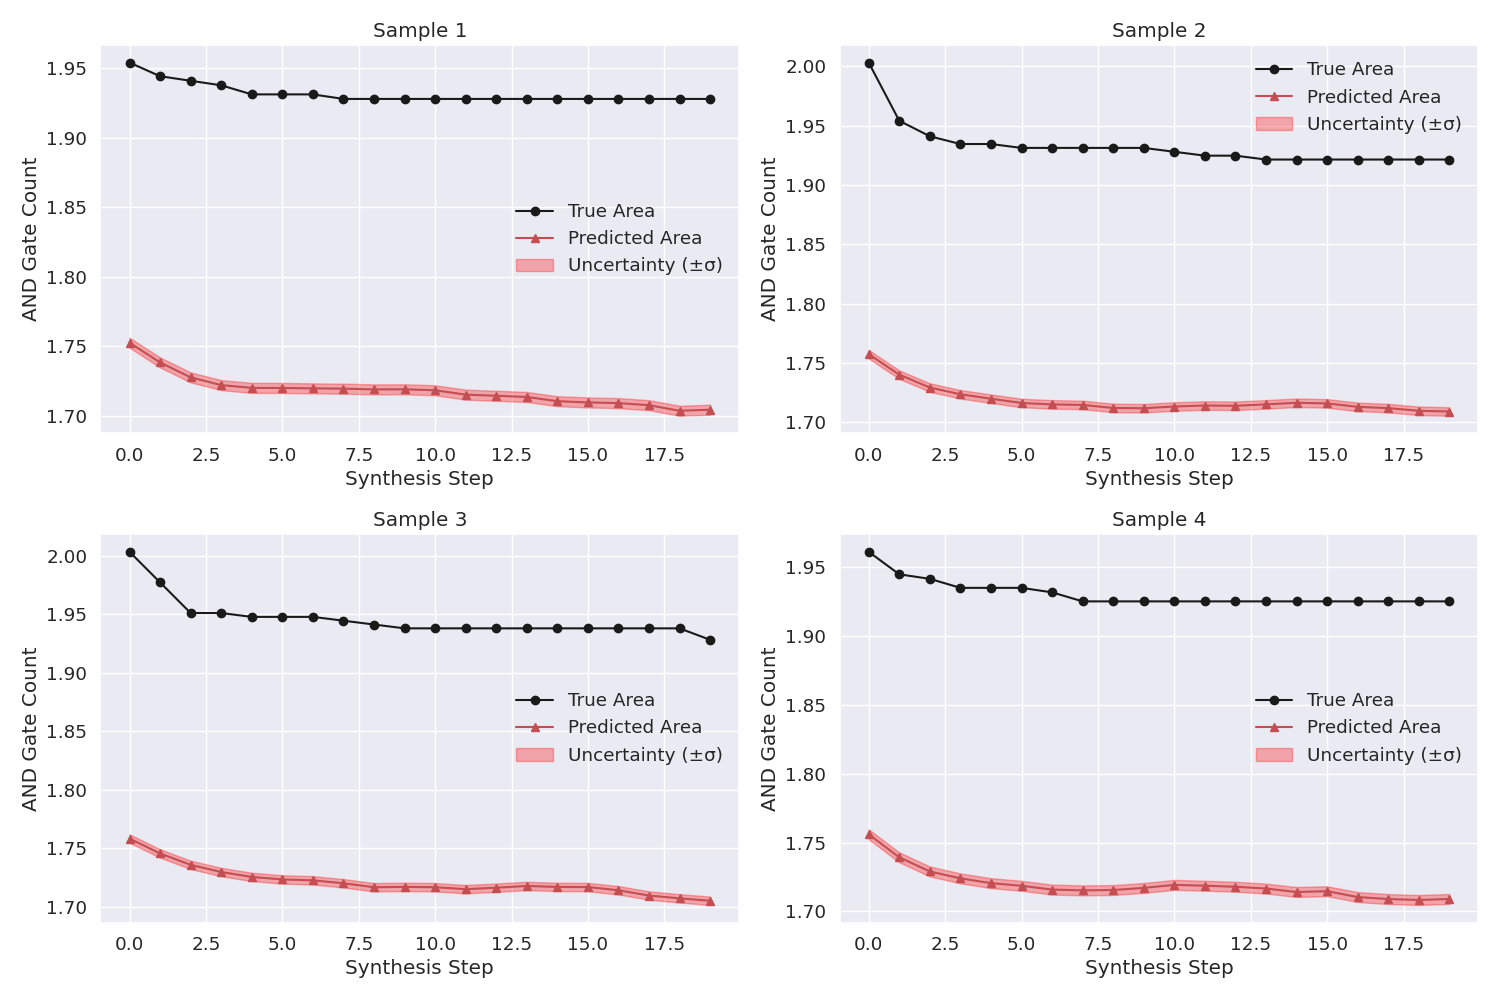 Sample 1
AND Gate Count
1.95
1.90
1.85
1.80
1.75
1.70
True Area
Predicted Area
Uncertainty (±σ)
0.0 2.5 5.0 7.5 10.0 12.5 15.0 17.5
Synthesis Step
Sample 2
AND Gate Count
2.00
1.95
1.90
1.85
1.80
1.75
1.70
True Area
Predicted Area
Uncertainty (±σ)
0.0 2.5 5.0 7.5 10.0 12.5 15.0 17.5
Synthesis Step
Sample 3
AND Gate Count
2.00
1.95
1.90
1.85
1.80
1.75
1.70
True Area
Predicted Area
Uncertainty (±σ)
0.0 2.5 5.0 7.5 10.0 12.5 15.0 17.5
Synthesis Step
Sample 4
AND Gate Count
1.95
1.90
1.85
1.80
1.75
1.70
True Area
Predicted Area
Uncertainty (±σ)
0.0 2.5 5.0 7.5 10.0 12.5 15.0 17.5
Synthesis Step